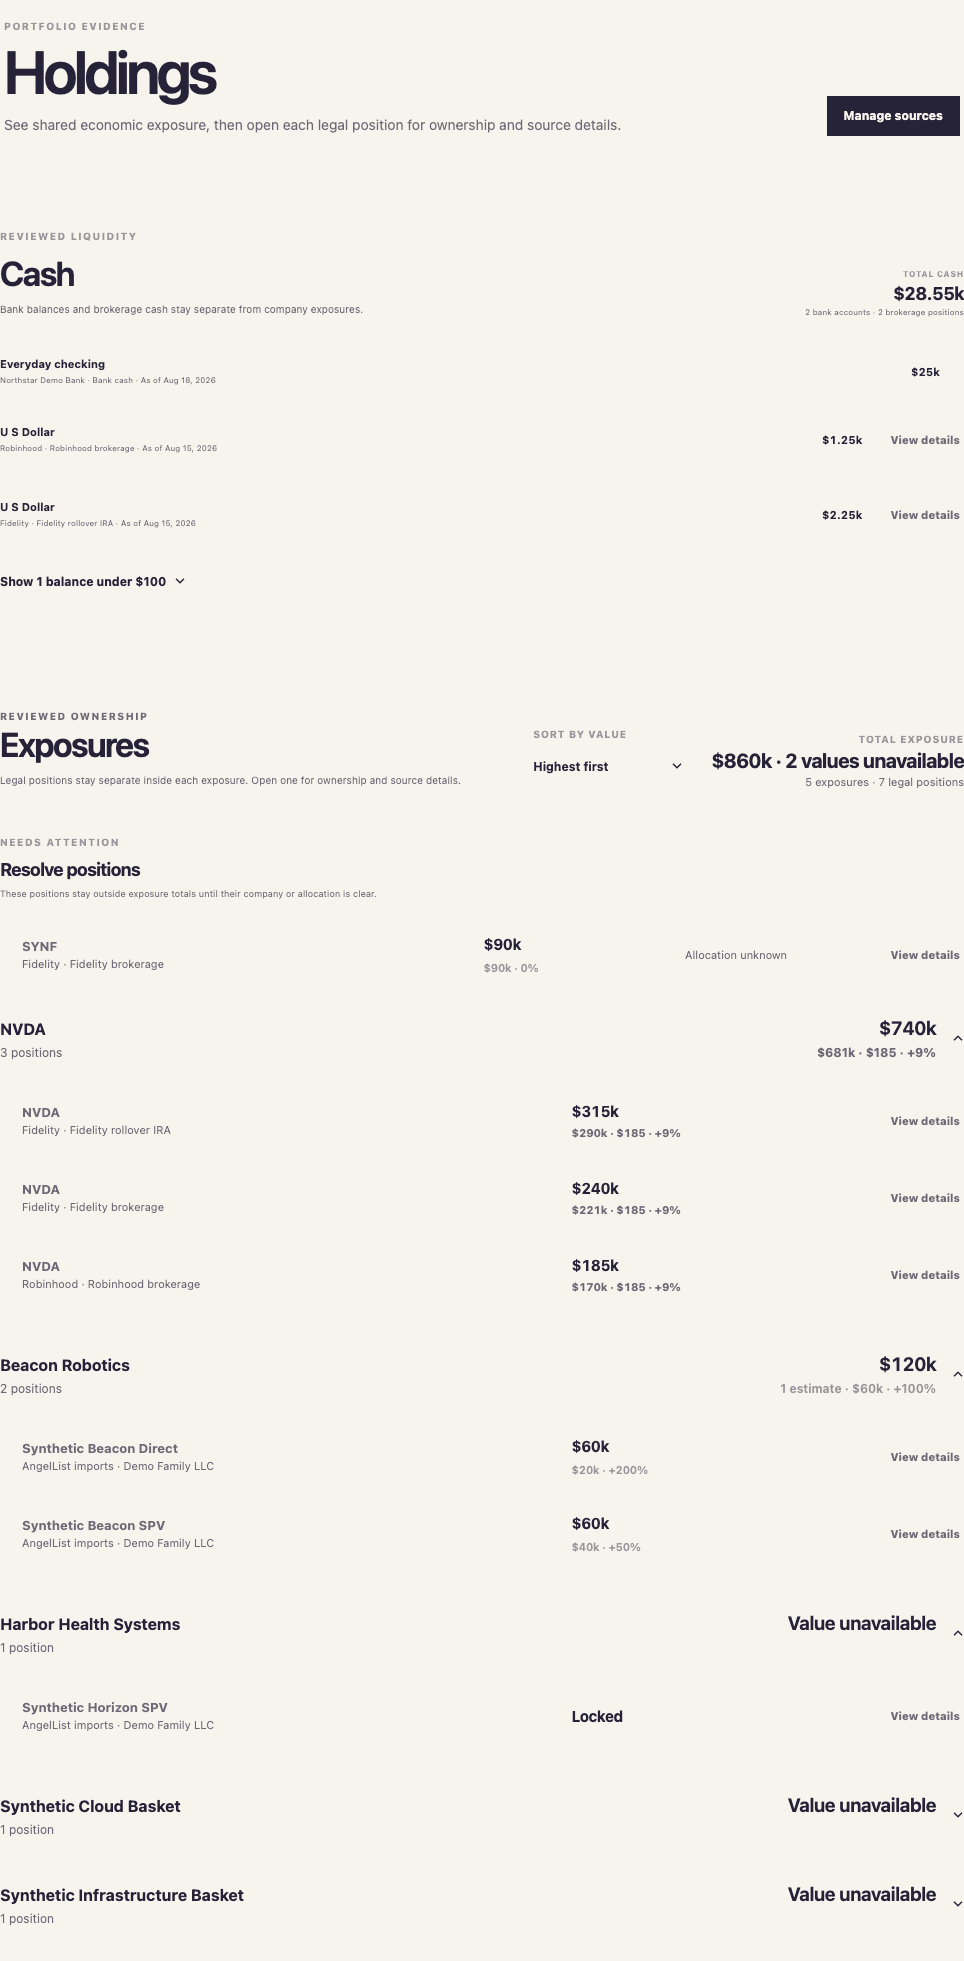 PORTFOLIO EVIDENCE
Holdings
See shared economic exposure, then open each legal position for ownership and source details.
Manage sources
REVIEWED LIQUIDITY
Cash
Bank balances and brokerage cash stay separate from company exposures.
TOTAL CASH
$28.55k
2 bank accounts · 2 brokerage positions
Everyday checking
Northstar Demo Bank · Bank cash · As of Aug 18, 2026
$25k
U S Dollar
Robinhood · Robinhood brokerage · As of Aug 15, 2026
$1.25k View details
U S Dollar
Fidelity · Fidelity rollover IRA · As of Aug 15, 2026
$2.25k View details
Show 1 balance under $100
REVIEWED OWNERSHIP
Exposures
Legal positions stay separate inside each exposure. Open one for ownership and source details.
SORT BY VALUE
Highest first
TOTAL EXPOSURE
$860k · 2 values unavailable
5 exposures · 7 legal positions
NEEDS ATTENTION
Resolve positions
These positions stay outside exposure totals until their company or allocation is clear.
SYNF
Fidelity · Fidelity brokerage
$90k
$90k · 0%
Allocation unknown
View details
NVDA
3 positions
$740k
$681k · $185 · +9%
NVDA
Fidelity · Fidelity rollover IRA
$315k
$290k · $185 · +9%
View details
NVDA
Fidelity · Fidelity brokerage
$240k
$221k · $185 · +9%
View details
NVDA
Robinhood · Robinhood brokerage
$185k
$170k · $185 · +9%
View details
Beacon Robotics
2 positions
$120k
1 estimate · $60k · +100%
Synthetic Beacon Direct
AngelList imports · Demo Family LLC
$60k
$20k · +200%
View details
Synthetic Beacon SPV
AngelList imports · Demo Family LLC
$60k
$40k · +50%
View details
Harbor Health Systems
1 position
Value unavailable
Synthetic Horizon SPV
AngelList imports · Demo Family LLC
Locked
View details
Synthetic Cloud Basket
1 position
Value unavailable
Synthetic Infrastructure Basket
1 position
Value unavailable